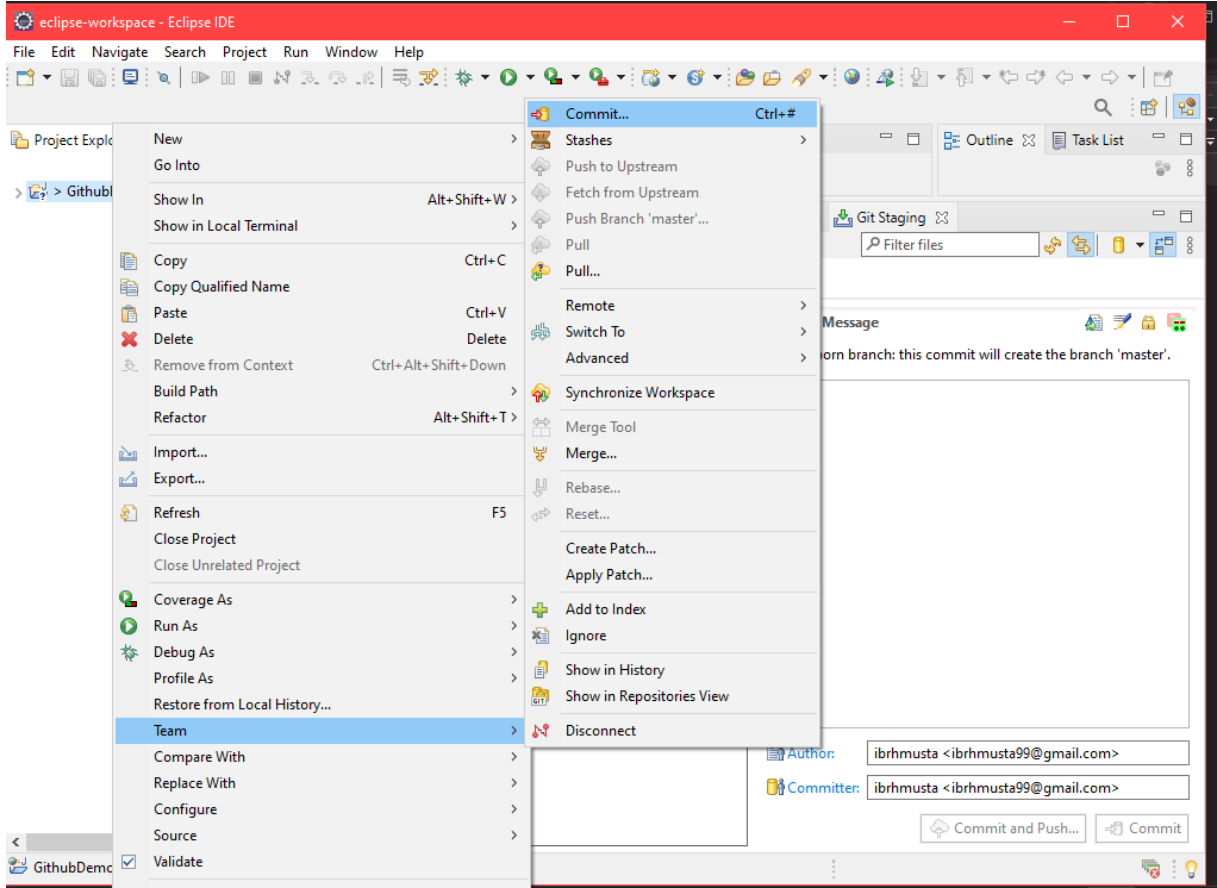 eclipse-workspace - Eclipse IDE
File Edit Navigate Search Project Run Window Help
Project Explo
> Githubl
New
Go Into
Show In Alt+Shift+W >
Show in Local Terminal
Copy Ctrl+C
Copy Qualified Name
Paste Ctrl+V
Delete Delete
Remove from Context Ctrl+Alt+Shift+Down
Build Path
Refactor Alt+Shift+T >
Import...
Export...
Refresh F5
Close Project
Close Unrelated Project
Coverage As
Run As
Debug As
Profile As
Restore from Local History...
Team
Compare With
Replace With
Configure
Source
Validate
Commit... Ctrl+#
Stashes
Push to Upstream
Fetch from Upstream
Push Branch 'master'...
Pull
Pull...
Remote
Switch To
Advanced
Synchronize Workspace
Merge Tool
Merge...
Rebase...
Reset...
Create Patch...
Apply Patch...
Add to Index
Ignore
Show in History
GIT
Show in Repositories View
Disconnect
Outline
Task List
Git Staging
Filter files
Message
orn branch: this commit will create the branch 'master'.
Author: ibrhmusta <ibrhmusta99@gmail.com>
Committer: ibrhmusta <ibrhmusta99@gmail.com>
Commit and Push... Commit
GithubDemo